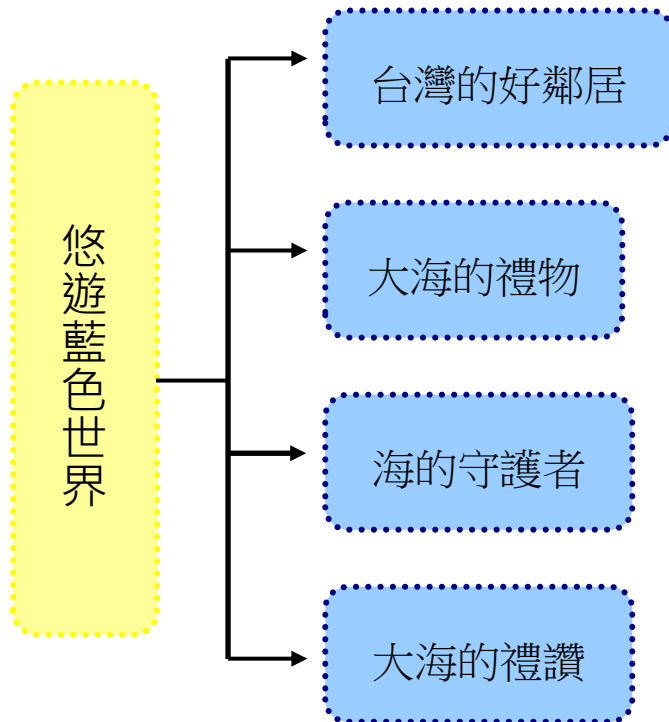 悠遊藍色世界
台灣的好鄰居
大海的禮物
海的守護者
大海的禮讚